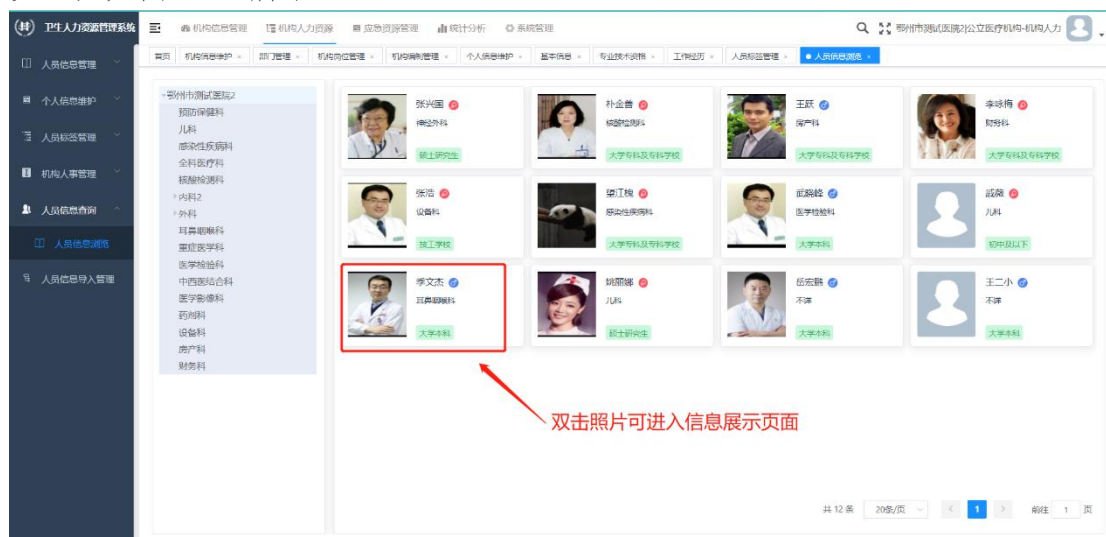 卫生人力资源管理系统
机构信息管理 机构人力资源 应急资源管理 统计分析 系统管理
鄂州市测试医院2|公立医疗机构-机构人力
首页 机构信息维护 × 部门管理 × 机构岗位管理 × 机构编制管理 × 个人信息维护 × 基本信息 × 专业技术资格 × 工作经历 × 人员标签管理 × 人员信息浏览 ×
人员信息管理
个人信息维护
人员标签管理
机构人事管理
人员信息查询
人员信息浏览
人员信息导入管理
鄂州市测试医院2
预防保健科
儿科
感染性疾病科
全科医疗科
核酸检测科
内科2
外科
耳鼻咽喉科
重症医学科
医学检验科
中西医结合科
医学影像科
药剂科
设备科
房产科
财务科
张兴国
神经外科
硕士研究生
朴金善
核酸检测科
大学专科及专科学校
王跃
房产科
大学专科及专科学校
李咏梅
财务科
大学专科及专科学校
张浩
设备科
技工学校
望江槐
感染性疾病科
大学专科及专科学校
武晓峰
医学检验科
大学本科
戚薇
儿科
初中及以下
季文杰
耳鼻咽喉科
大学本科
姚丽娜
儿科
硕士研究生
岳宏鹏
不详
大学本科
王二小
不详
大学本科
双击照片可进入信息展示页面
共 12 条 20条/页 < 1 > 前往 1 页